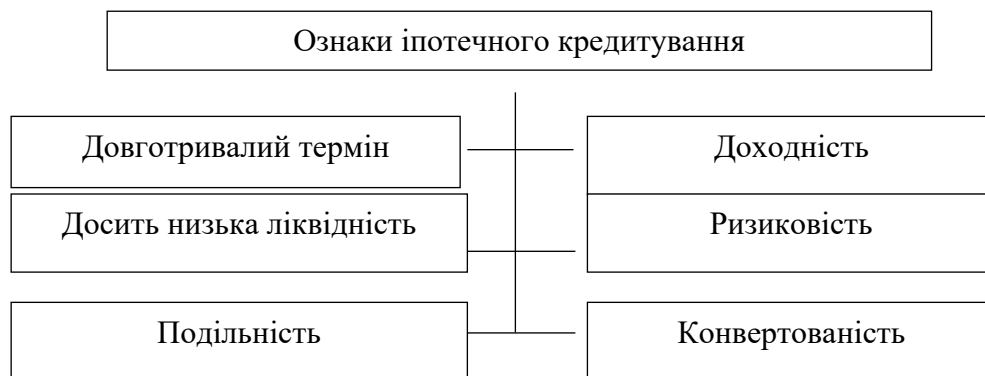 Ознаки іпотечного кредитування
Довготривалий термін
Доходність
Досить низька ліквідність
Ризиковість
Подільність
Конвертованість